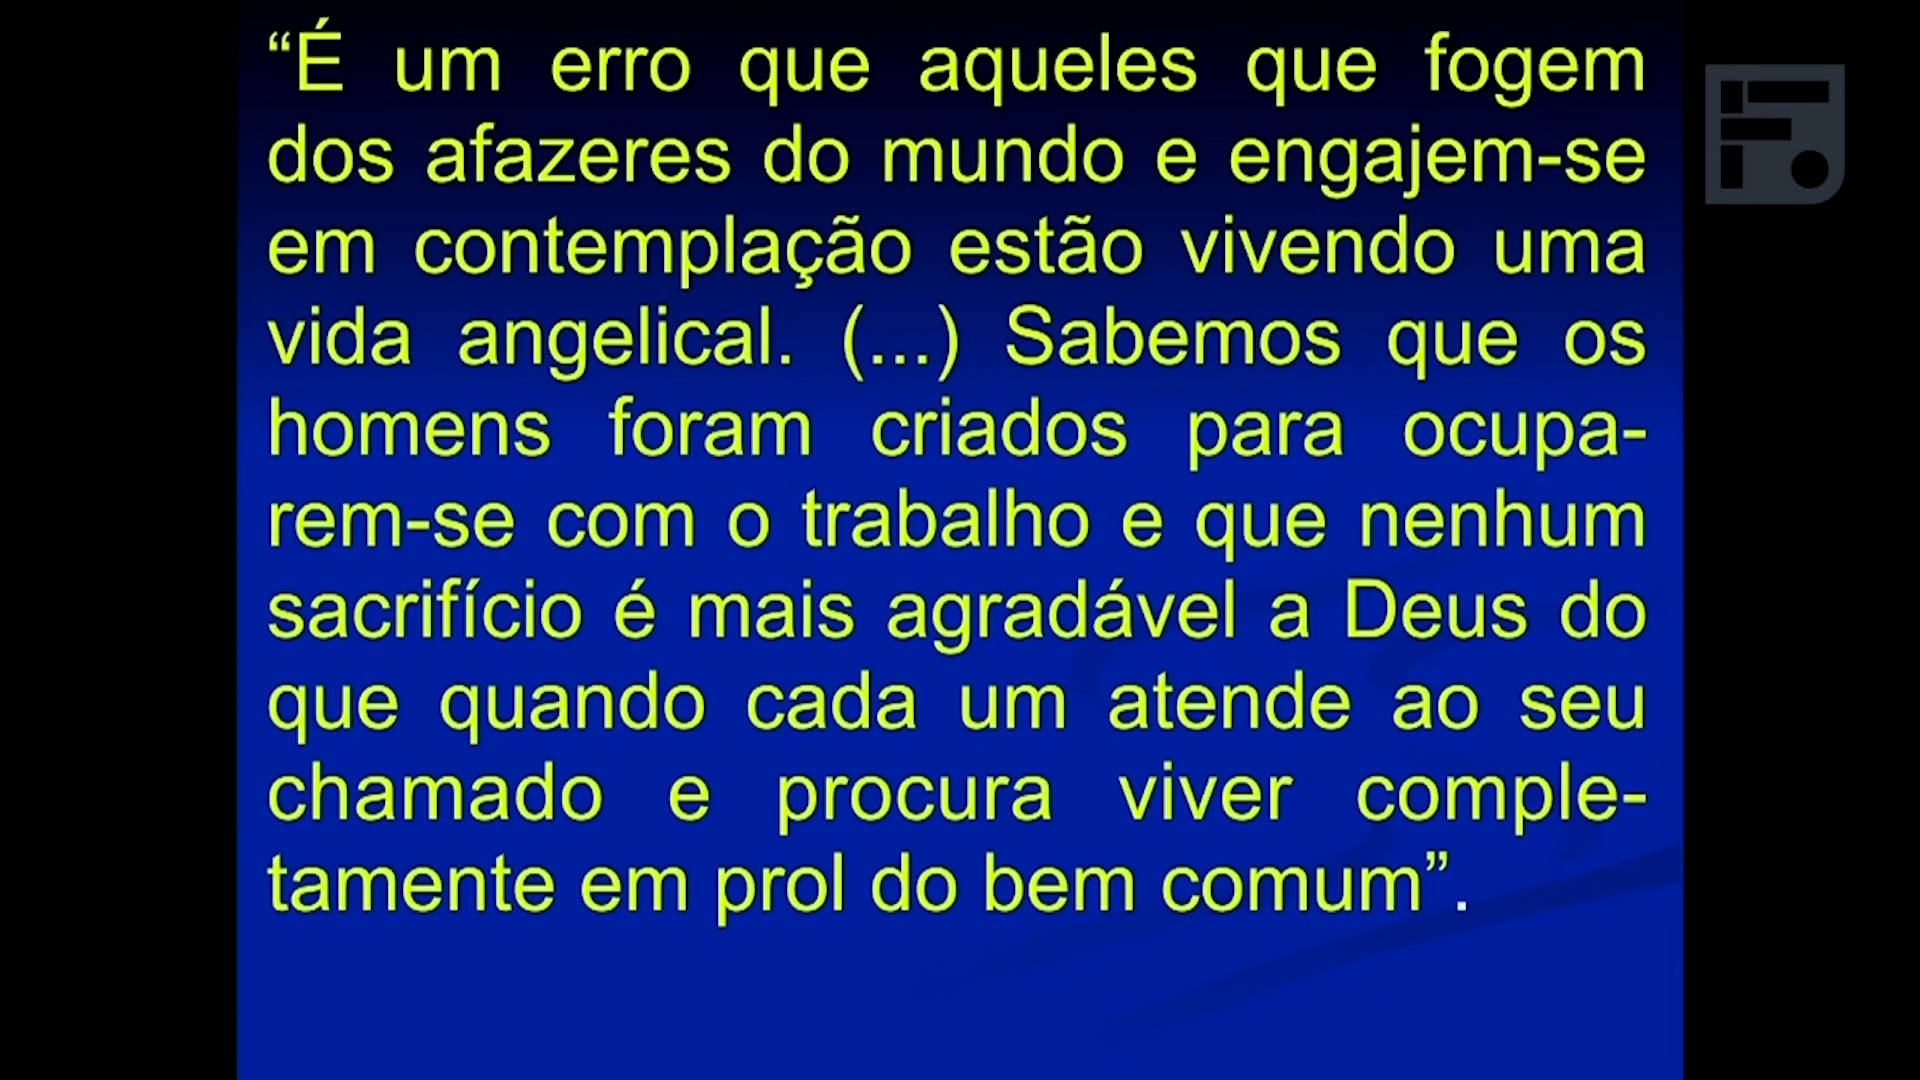 “É um erro que aqueles que fogem
dos afazeres do mundo e engajem-se
em contemplação estão vivendo uma
vida angelical. (...) Sabemos que os
homens foram criados para ocupa-
rem-se com o trabalho e que nenhum
sacrifício é mais agradável a Deus do
que quando cada um atende ao seu
chamado e procura viver comple-
tamente em prol do bem comum”.